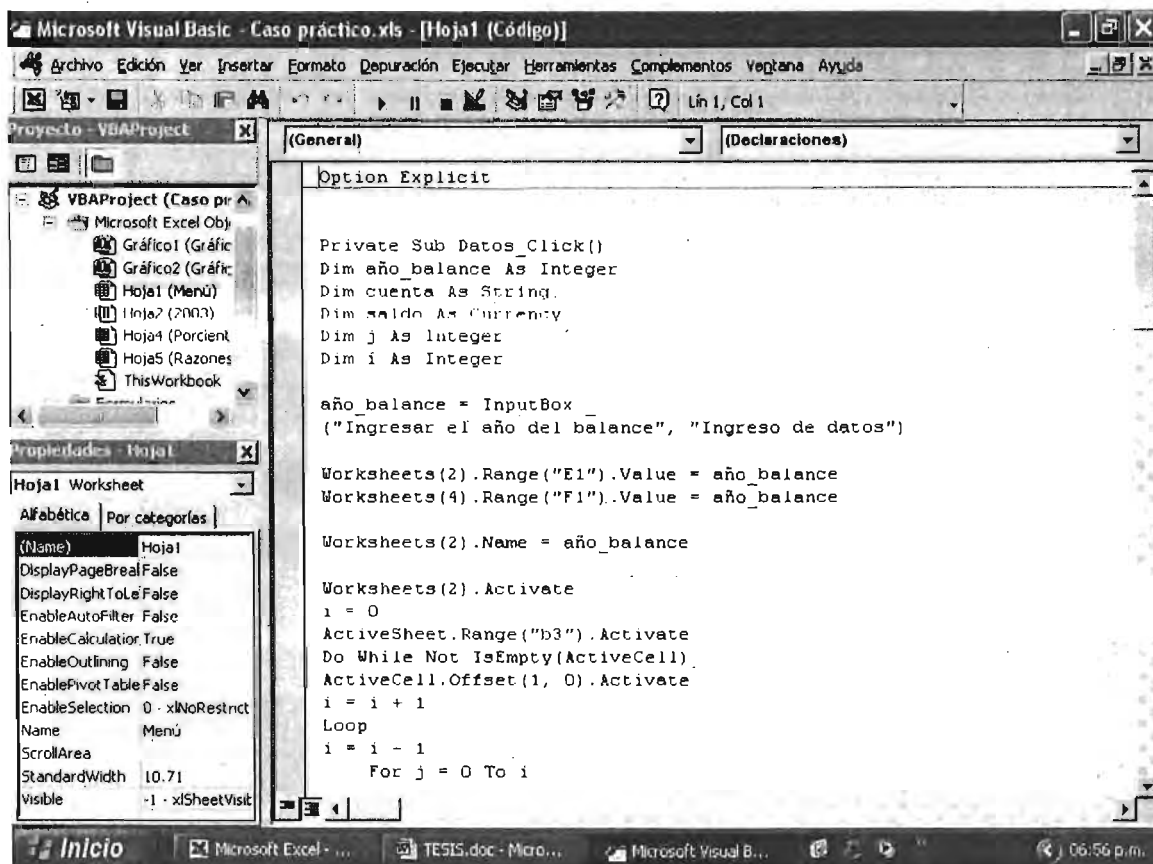 Microsoft Visual Basic - Caso práctico.xls - [Hoja1 (Código)]
Archivo Edición Ver Insertar Formato Depuración Ejecutar Herramientas Complementos Ventana Ayuda
Lín 1, Col 1
Proyecto - VBAProject
(General)
(Declaraciones)
VBAProject (Caso pr
Microsoft Excel Obj
Gráfico1 (Gráfic
Gráfico2 (Gráfic
Hoja1 (Menú)
Hoja2 (2003)
Hoja4 (Porcient
Hoja5 (Razones
ThisWorkbook
Formularios
Propiedades - Hoja1
Hoja1 Worksheet
Alfabética
Por categorías
(Name) Hoja1
DisplayPageBreal False
DisplayRightToLe False
EnableAutoFilter False
EnableCalculatior True
EnableOutlining False
EnablePivotTable False
EnableSelection 0 - xlNoRestrict
Name Menú
ScrollArea
StandardWidth 10.71
Visible -1 - xlSheetVisit
Option Explicit
Private Sub Datos_Click()
Dim año_balance As Integer
Dim cuenta As String
Dim saldo As Currency
Dim j As Integer
Dim i As Integer
año_balance = InputBox _
("Ingresar el año del balance", "Ingreso de datos")
Worksheets(2).Range("E1").Value = año_balance
Worksheets(4).Range("F1").Value = año_balance
Worksheets(2).Name = año_balance
Worksheets(2).Activate
i = 0
ActiveSheet.Range("b3").Activate
Do While Not IsEmpty(ActiveCell)
ActiveCell.Offset(1, 0).Activate
i = i + 1
Loop
i = i - 1
For j = 0 To i
Inicio
Microsoft Excel - ...
TESIS.doc - Micro...
Microsoft Visual B...
06:56 p.m.